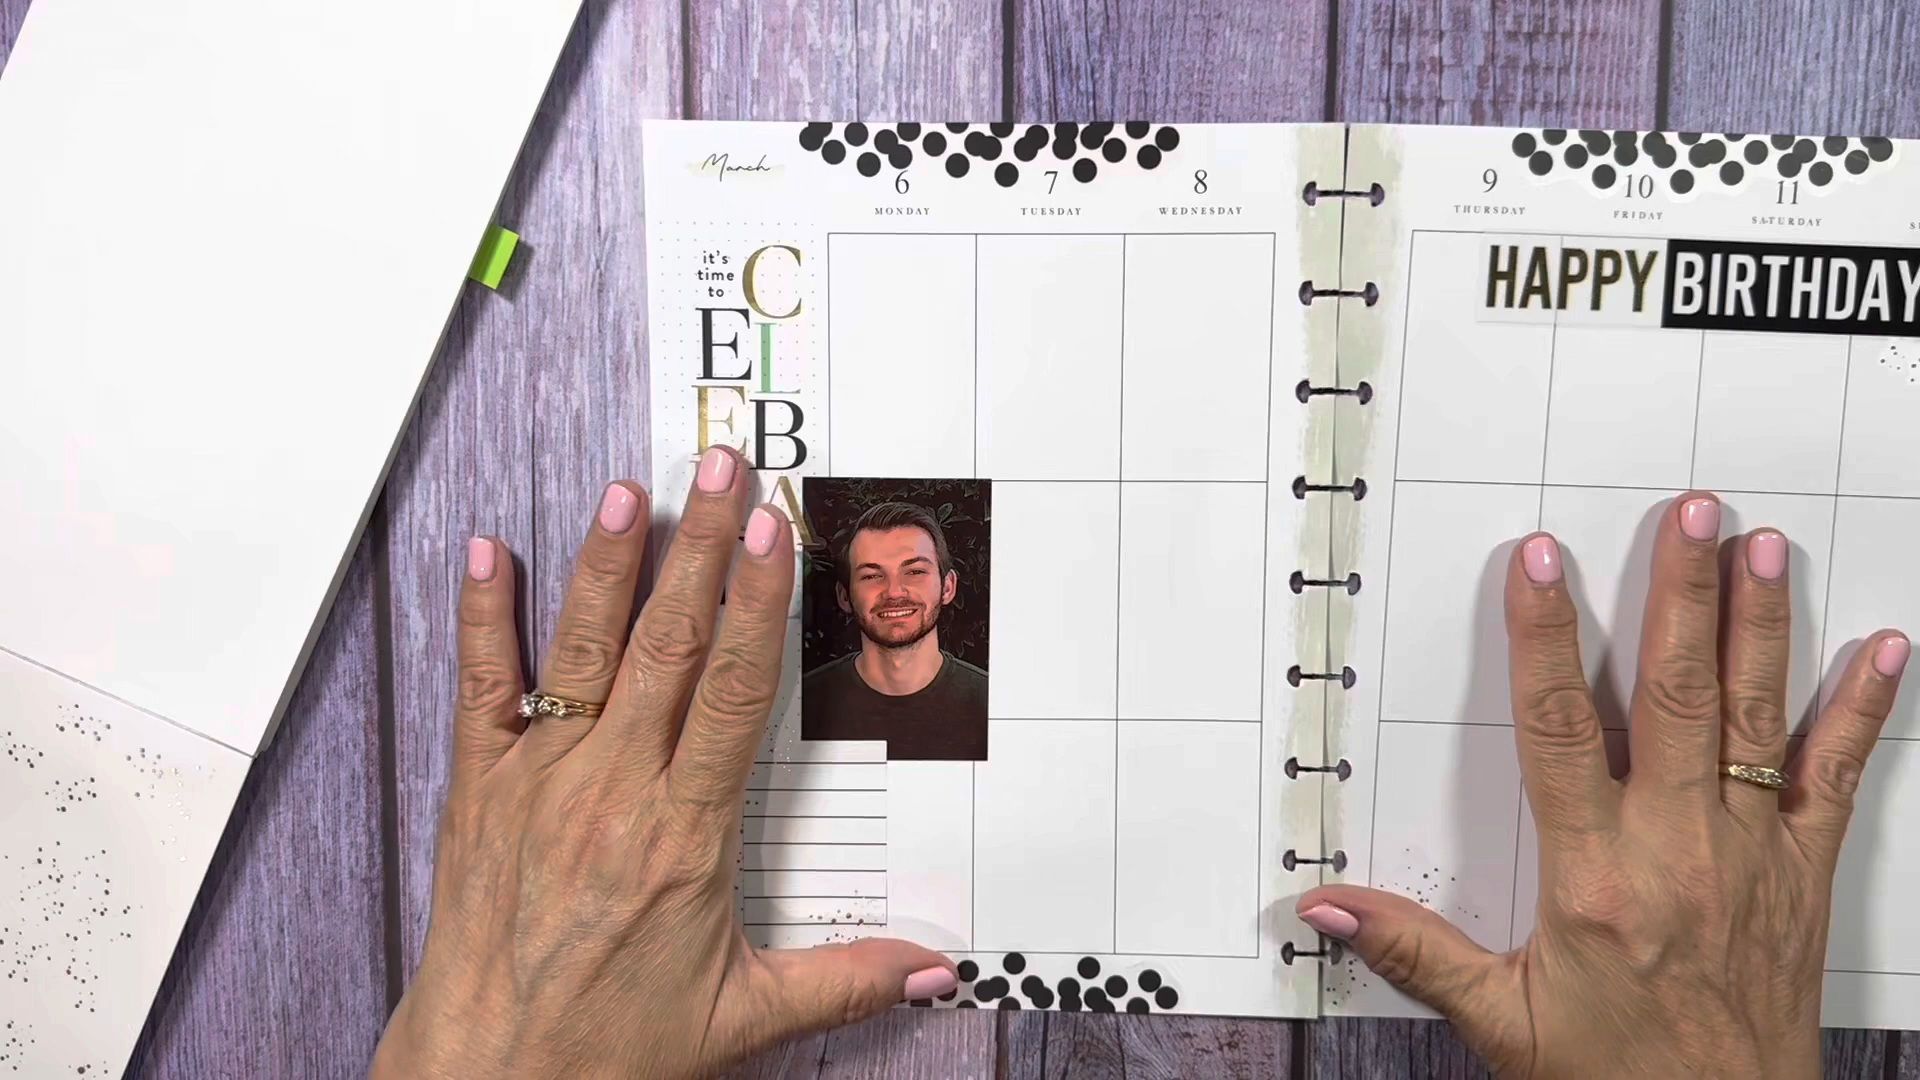 March
6
MONDAY
7
TUESDAY
8
WEDNESDAY
9
THURSDAY
10
FRIDAY
11
SATURDAY
it's
time
to
C
E L
E B
A
HAPPY BIRTHDAY